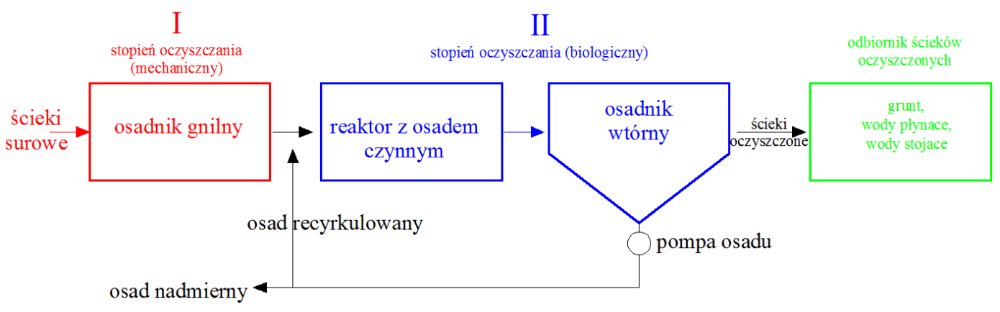 I
stopień oczyszczania
(mechaniczny)
II
stopień oczyszczania (biologiczny)
odbiornik ścieków
oczyszczonych
ścieki
surowe
osadnik gnilny
reaktor z osadem
czynnym
osadnik
wtórny
ścieki
oczyszczone
grunt,
wody płynace,
wody stojace
osad recyrkulowany
pompa osadu
osad nadmierny